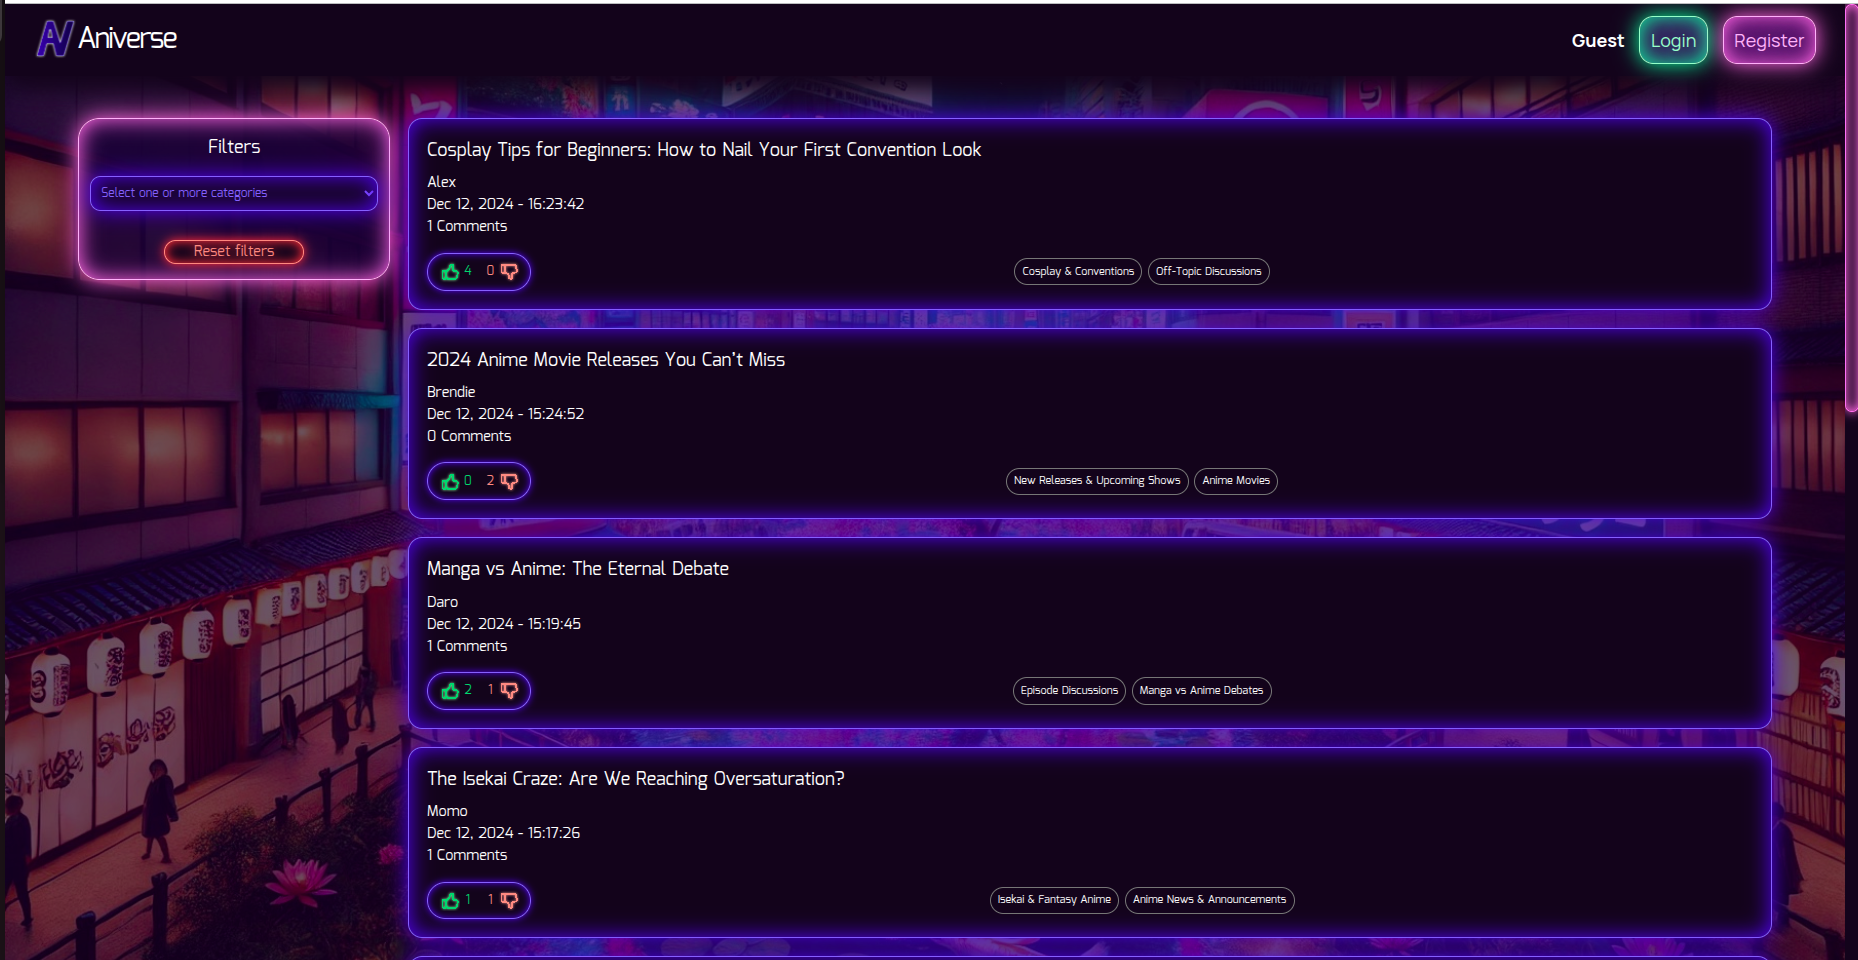 AV Aniverse
Guest Login Register
Filters
Select one or more categories
Reset filters
Cosplay Tips for Beginners: How to Nail Your First Convention Look
Alex
Dec 12, 2024 - 16:23:42
1 Comments
4 0 Cosplay & Conventions Off-Topic Discussions
2024 Anime Movie Releases You Can't Miss
Brendie
Dec 12, 2024 - 15:24:52
0 Comments
0 2 New Releases & Upcoming Shows Anime Movies
Manga vs Anime: The Eternal Debate
Daro
Dec 12, 2024 - 15:19:45
1 Comments
2 1 Episode Discussions Manga vs Anime Debates
The Isekai Craze: Are We Reaching Oversaturation?
Momo
Dec 12, 2024 - 15:17:26
1 Comments
1 1 Isekai & Fantasy Anime Anime News & Announcements